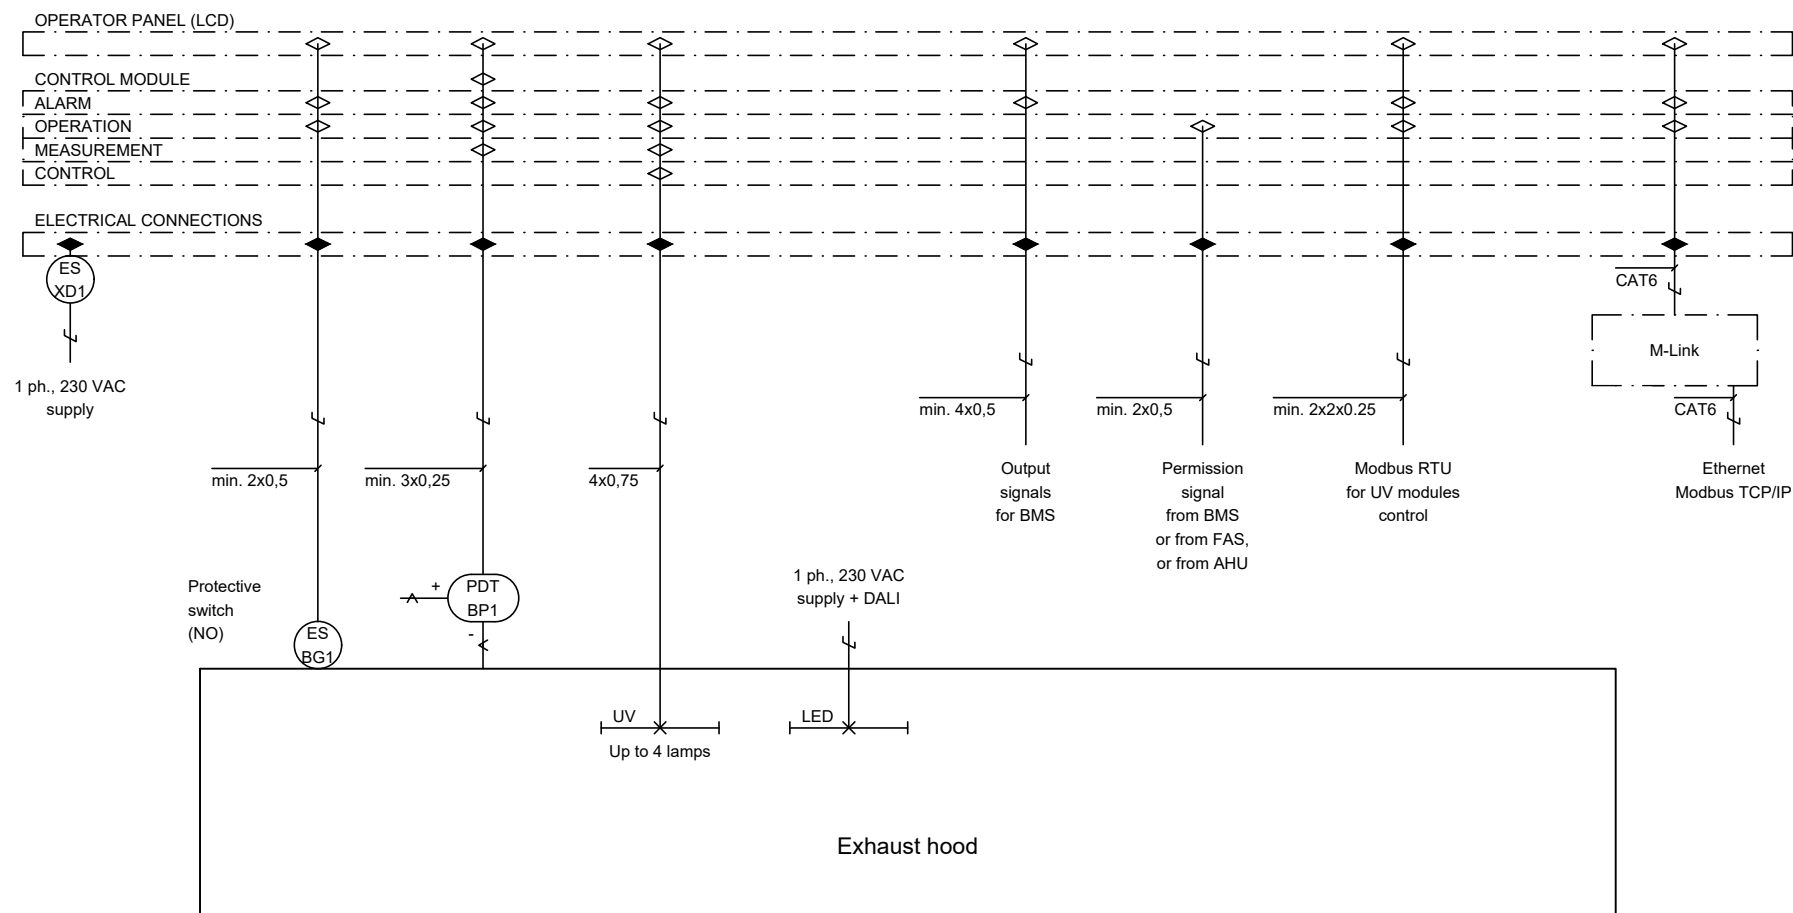 OPERATOR PANEL (LCD)
CONTROL MODULE
ALARM
OPERATION
MEASUREMENT
CONTROL
ELECTRICAL CONNECTIONS
ES
XD1
1 ph., 230 VAC
supply
CAT6
M-Link
CAT6
Ethernet
Modbus TCP/IP
min. 4x0,5
Output
signals
for BMS
min. 2x0,5
Permission
signal
from BMS
or from FAS,
or from AHU
min. 2x2x0.25
Modbus RTU
for UV modules
control
min. 2x0,5
min. 3x0,25
4x0,75
Protective
switch
(NO)
ES
BG1
+
PDT
BP1
-
1 ph., 230 VAC
supply + DALI
UV
Up to 4 lamps
LED
Exhaust hood